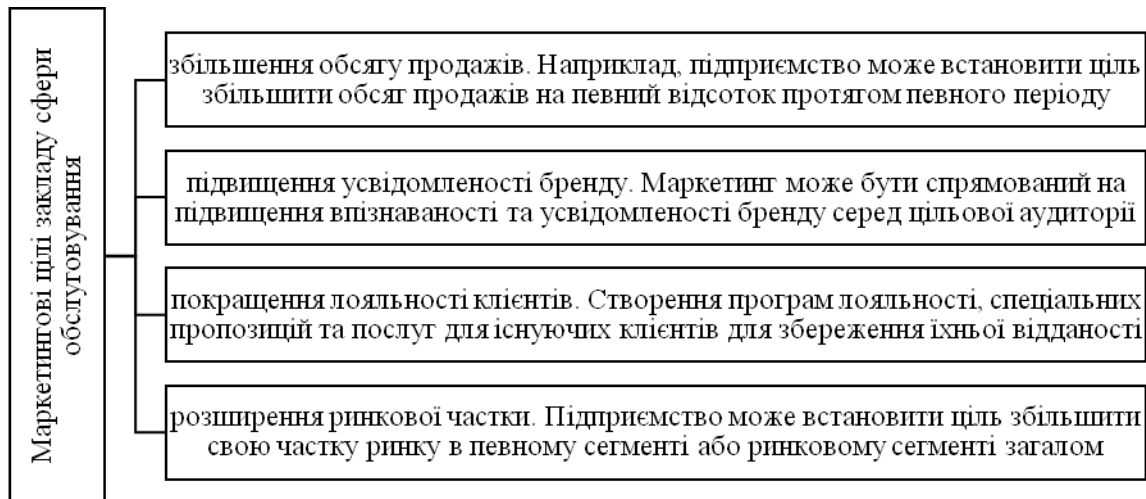 Маркетингові цілі закладу сфери
обслуговування
збільшення обсягу продажів. Наприклад, підприємство може встановити ціль
збільшити обсяг продажів на певний відсоток протягом певного періоду
підвищення усвідомленості бренду. Маркетинг може бути спрямований на
підвищення впізнаваності та усвідомленості бренду серед цільової аудиторії
покращення лояльності клієнтів. Створення програм лояльності, спеціальних
пропозицій та послуг для існуючих клієнтів для збереження їхньої відданості
розширення ринкової частки. Підприємство може встановити ціль збільшити
свою частку ринку в певному сегменті або ринковому сегменті загалом